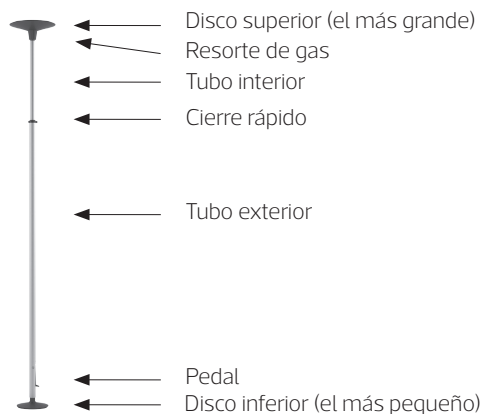 Disco superior (el más grande)
Resorte de gas
Tubo interior
Cierre rápido
Tubo exterior
Pedal
Disco inferior (el más pequeño)